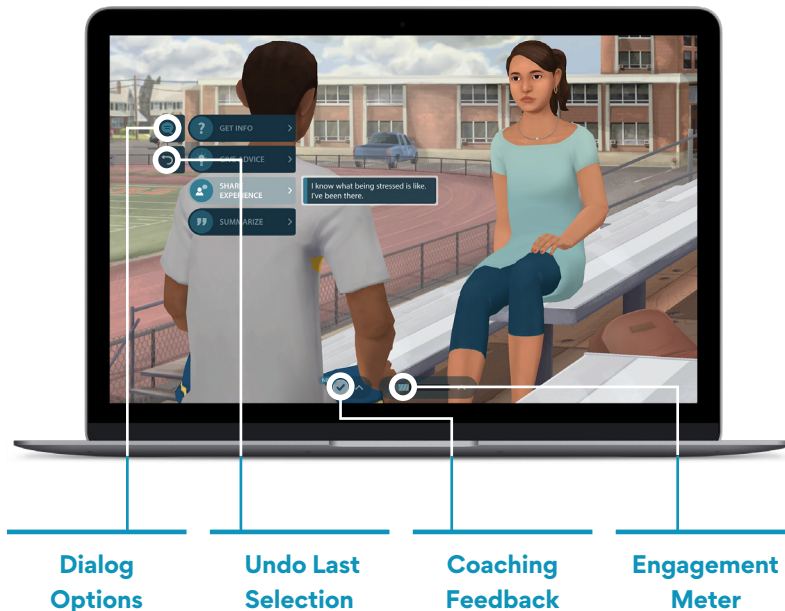 GET INFO
GIVE ADVICE
SHARE
EXPERIENCE
I know what being stressed is like.
I've been there.
SUMMARIZE
Dialog
Options
Undo Last
Selection
Coaching
Feedback
Engagement
Meter